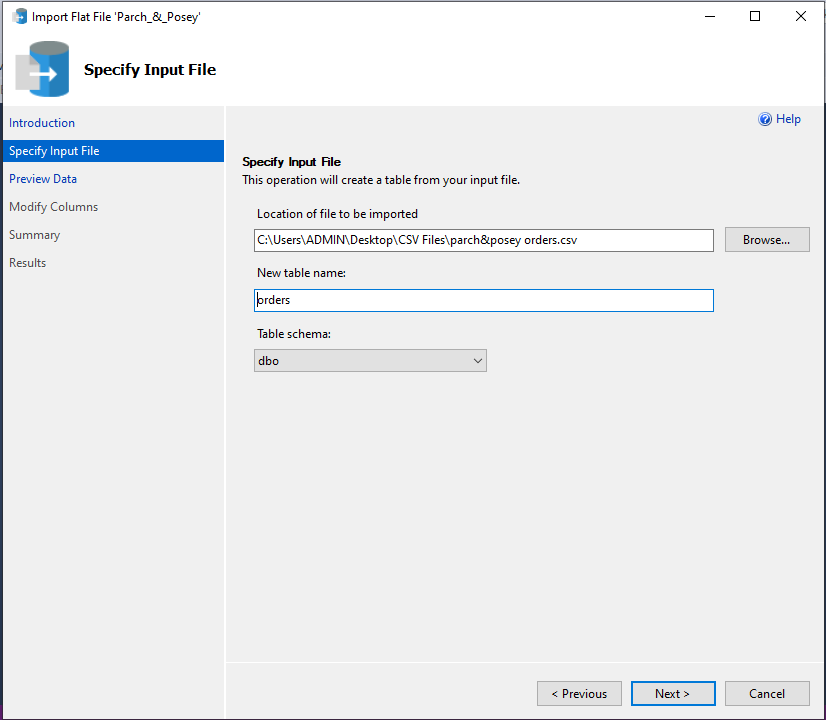 Import Flat File 'Parch_&_Posey'
Specify Input File
Introduction
Specify Input File
Preview Data
Modify Columns
Summary
Results
Help
Specify Input File
This operation will create a table from your input file.
Location of file to be imported
C:\Users\ADMIN\Desktop\CSV Files\parch&posey orders.csv
Browse...
New table name:
orders
Table schema:
dbo
< Previous
Next >
Cancel